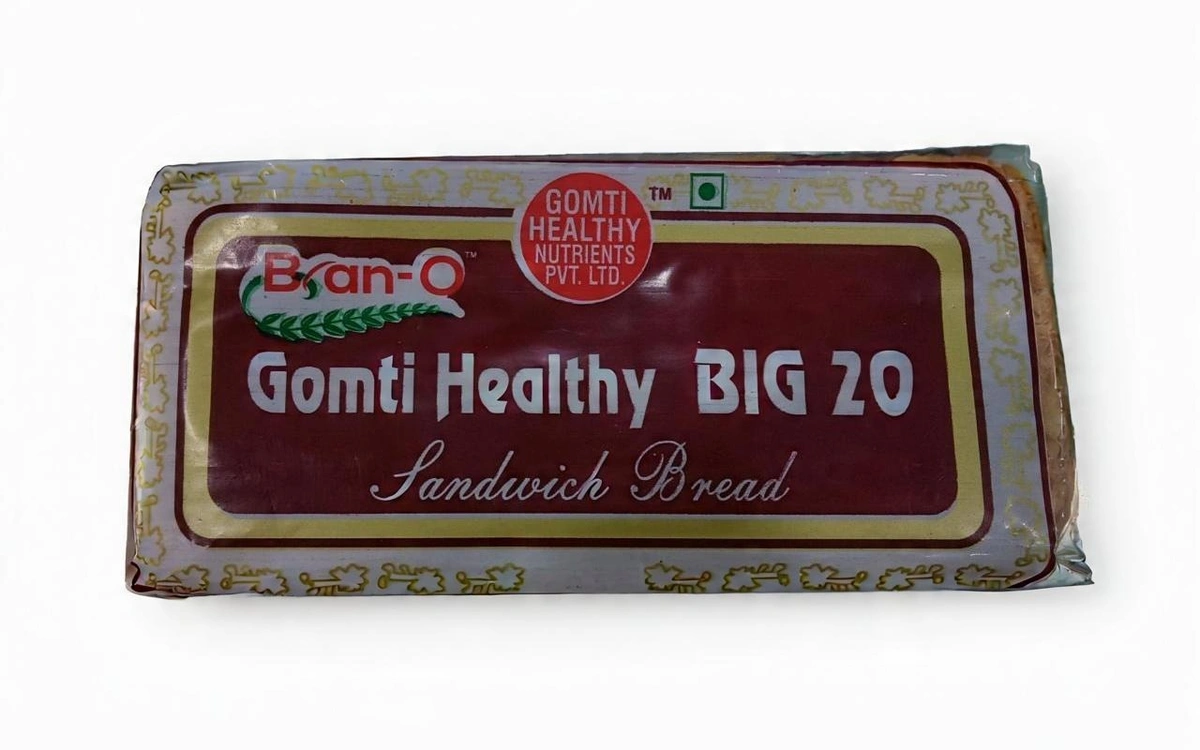 GOMTI
HEALTHY
NUTRIENTS
PVT. LTD.
TM
Bran-O TM
Gomti Healthy BIG 20
Sandwich Bread